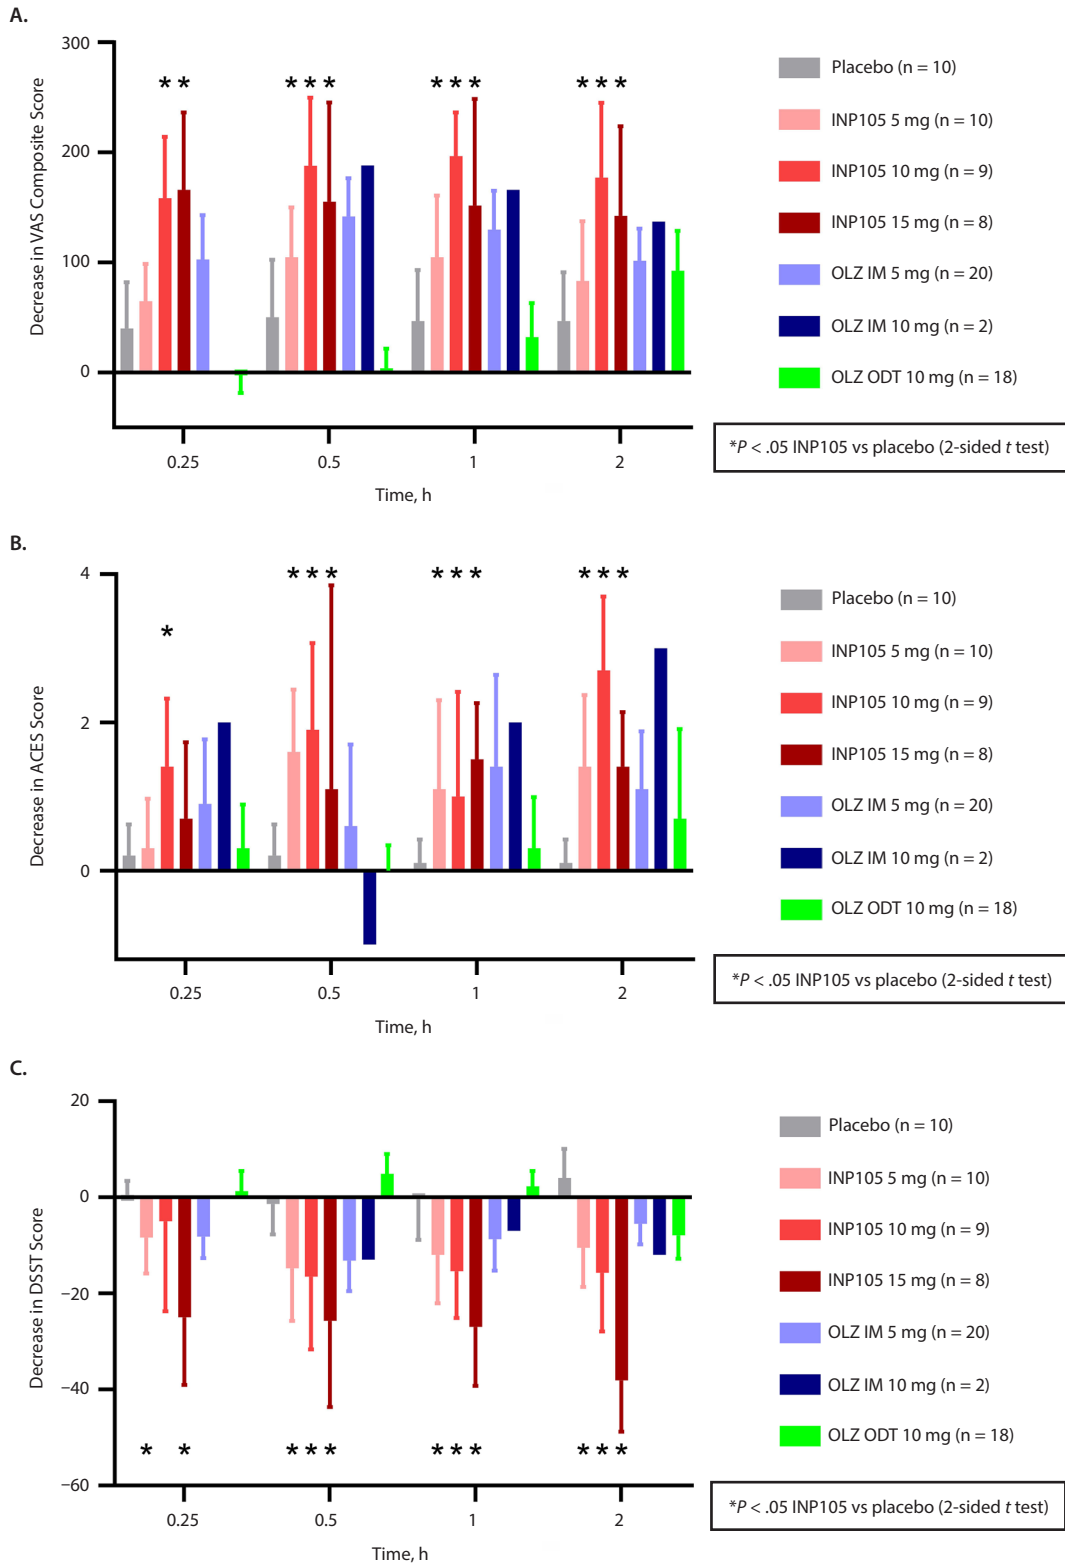 A.
300
200
100
0
Decrease in VAS Composite Score
* *
* * *
* * *
* * *
0.25 0.5 1 2
Time, h
Placebo (n = 10)
INP105 5 mg (n = 10)
INP105 10 mg (n = 9)
INP105 15 mg (n = 8)
OLZ IM 5 mg (n = 20)
OLZ IM 10 mg (n = 2)
OLZ ODT 10 mg (n = 18)
*P < .05 INP105 vs placebo (2-sided t test)
B.
4
2
0
Decrease in ACES Score
*
* * *
* * *
* * *
0.25 0.5 1 2
Time, h
Placebo (n = 10)
INP105 5 mg (n = 10)
INP105 10 mg (n = 9)
INP105 15 mg (n = 8)
OLZ IM 5 mg (n = 20)
OLZ IM 10 mg (n = 2)
OLZ ODT 10 mg (n = 18)
*P < .05 INP105 vs placebo (2-sided t test)
C.
20
0
−20
−40
−60
Decrease in DSST Score
* *
* * *
* * *
* * *
0.25 0.5 1 2
Time, h
Placebo (n = 10)
INP105 5 mg (n = 10)
INP105 10 mg (n = 9)
INP105 15 mg (n = 8)
OLZ IM 5 mg (n = 20)
OLZ IM 10 mg (n = 2)
OLZ ODT 10 mg (n = 18)
*P < .05 INP105 vs placebo (2-sided t test)